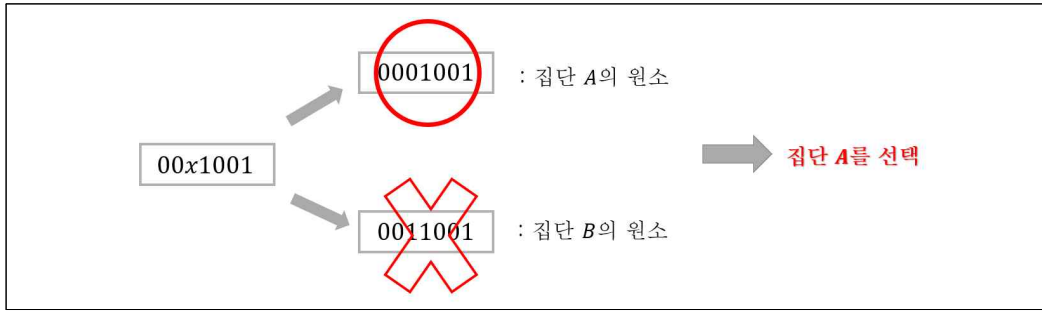 0001001 : 집단 A의 원소
00x1001
집단 A를 선택
0011001 : 집단 B의 원소